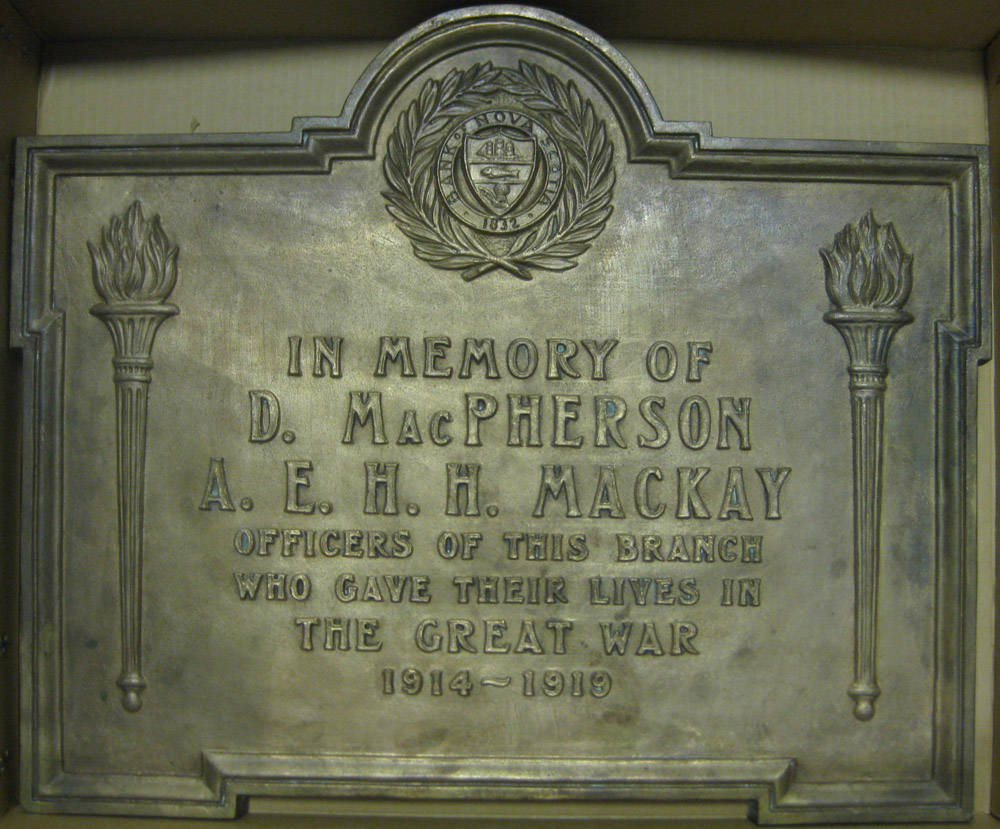 BANK · NOVA SCOTIA
· 1832 ·
IN MEMORY OF
D. MACPHERSON
A. E. H. H. MACKAY
OFFICERS OF THIS BRANCH
WHO GAVE THEIR LIVES IN
THE GREAT WAR
1914~1919